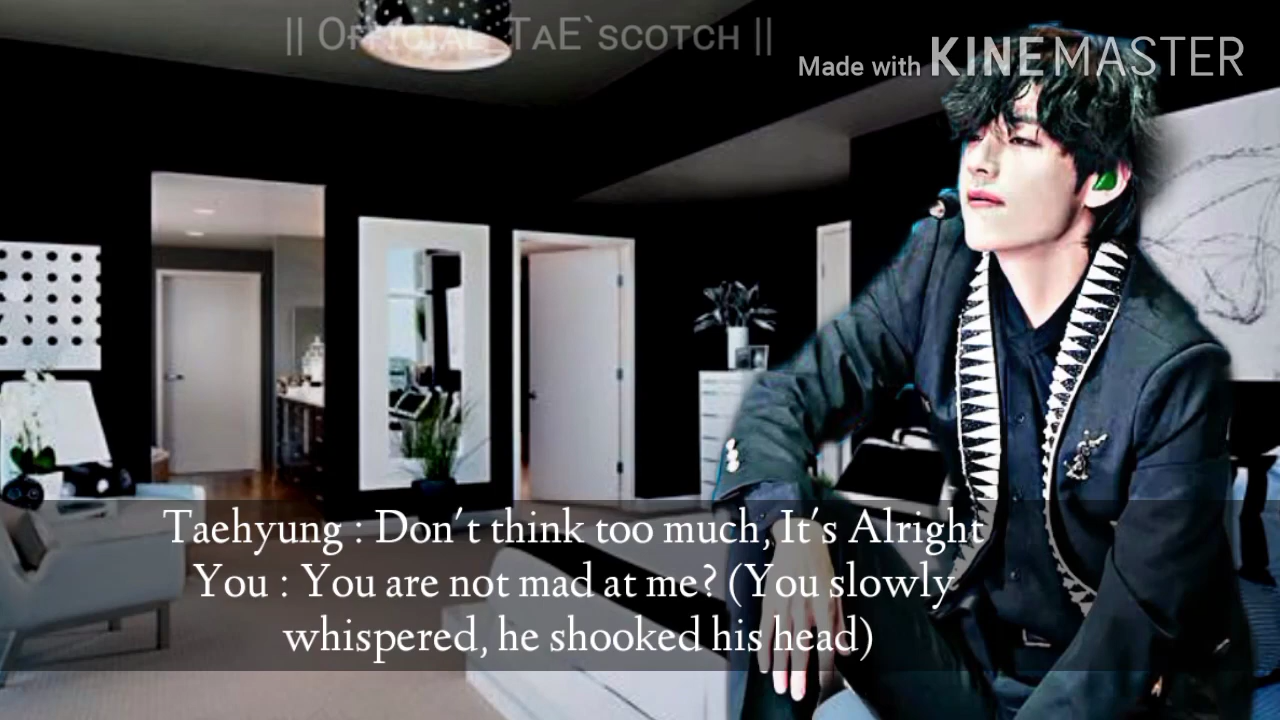 || Official TaE`scotch ||
Made with KINEMASTER
Taehyung : Don't think too much, It's Alright
You : You are not mad at me? (You slowly
whispered, he shooked his head)